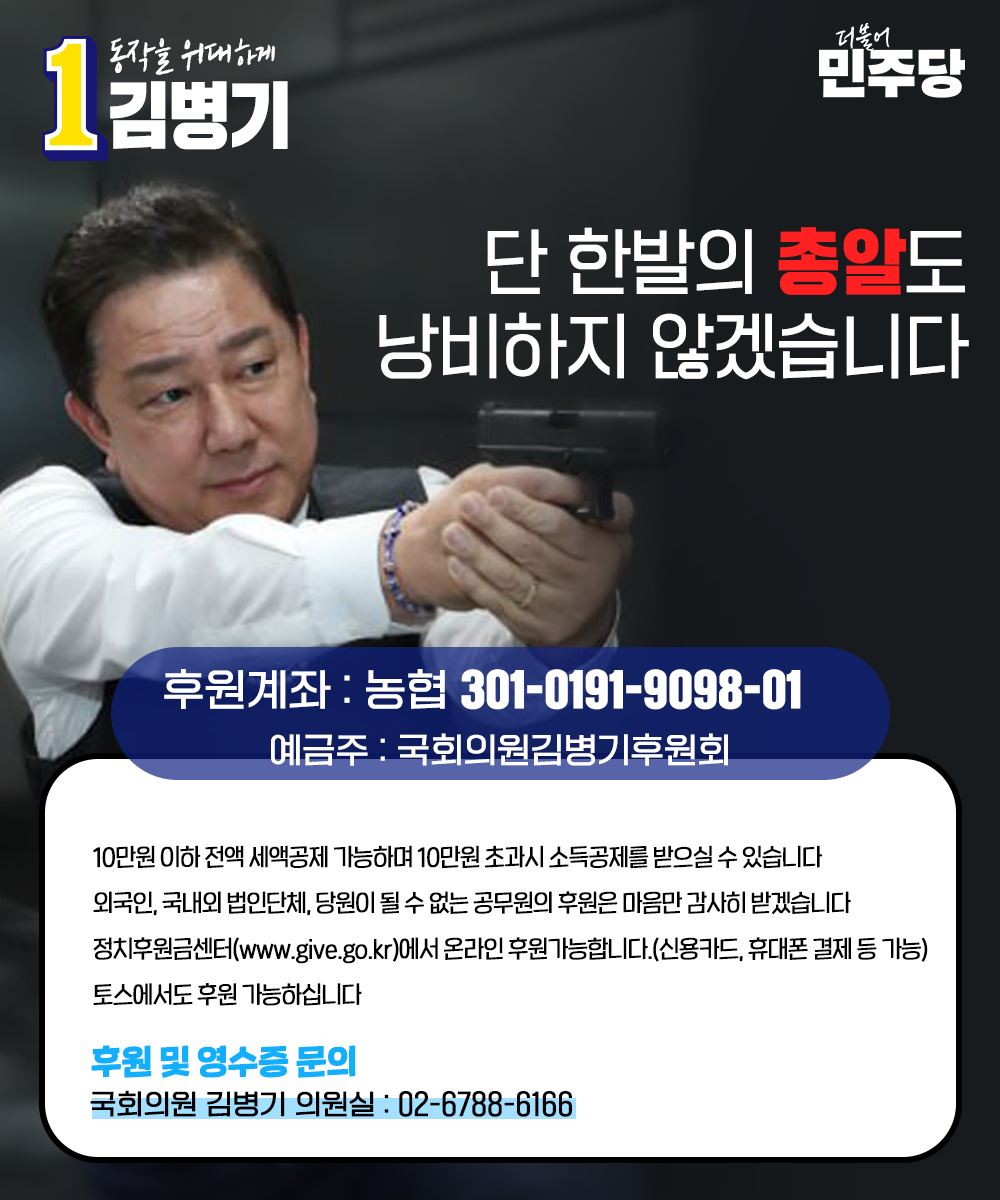 1
동작을 위대하게
김병기
더불어
민주당
단 한발의 총알도
낭비하지 않겠습니다
후원계좌 : 농협 301-0191-9098-01
예금주 : 국회의원김병기후원회
10만원 이하 전액 세액공제 가능하며 10만원 초과시 소득공제를 받으실 수 있습니다
외국인, 국내외 법인단체, 당원이 될 수 없는 공무원의 후원은 마음만 감사히 받겠습니다
정치후원금센터(www.give.go.kr)에서 온라인 후원가능합니다.(신용카드, 휴대폰 결제 등 가능)
토스에서도 후원 가능하십니다
후원 및 영수증 문의
국회의원 김병기 의원실 : 02-6788-6166